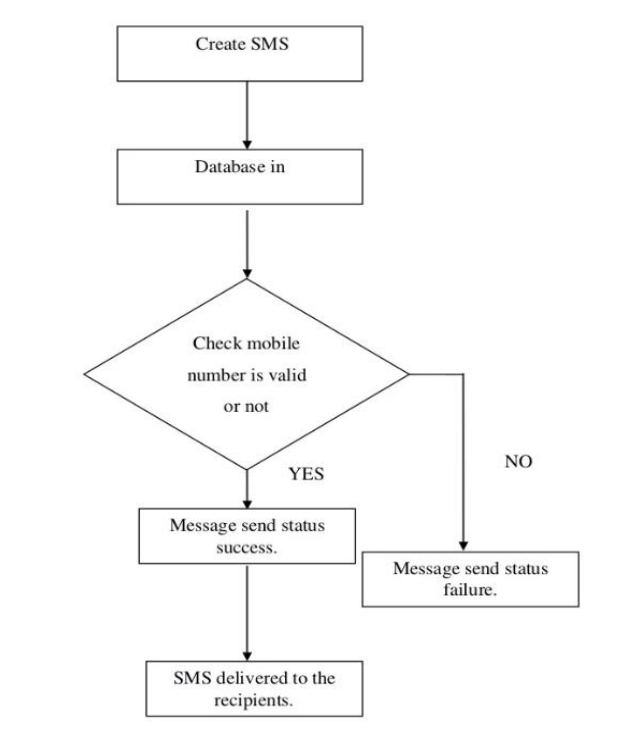 Create SMS
Database in
Check mobile
number is valid
or not
YES
NO
Message send status
success.
Message send status
failure.
SMS delivered to the
recipients.